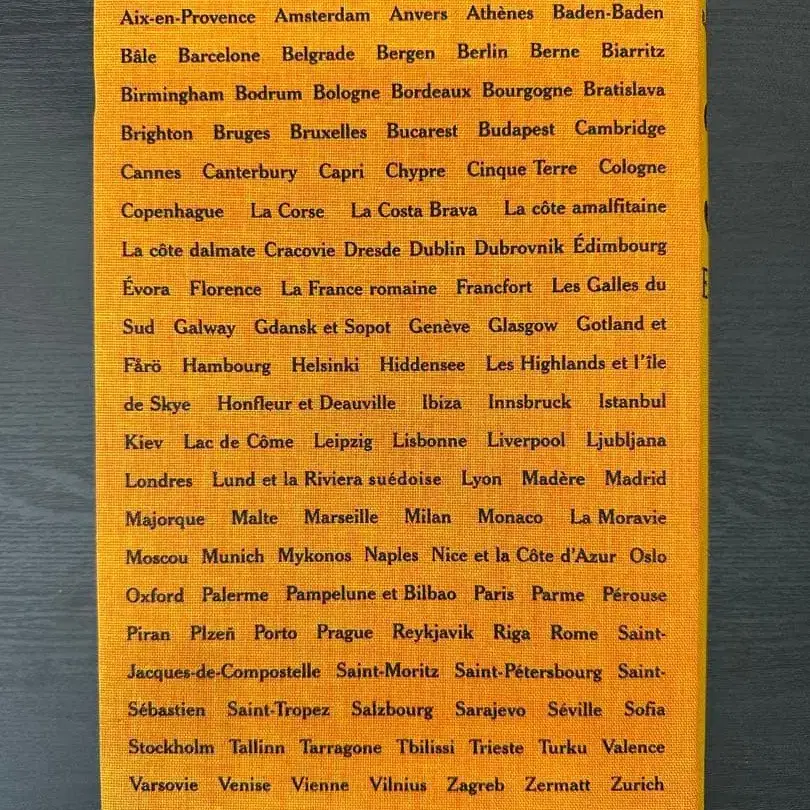 Aix-en-Provence Amsterdam Anvers Athènes Baden-Baden
Bâle Barcelone Belgrade Bergen Berlin Berne Biarritz
Birmingham Bodrum Bologne Bordeaux Bourgogne Bratislava
Brighton Bruges Bruxelles Bucarest Budapest Cambridge
Cannes Canterbury Capri Chypre Cinque Terre Cologne
Copenhague La Corse La Costa Brava La côte amalfitaine
La côte dalmate Cracovie Dresde Dublin Dubrovnik Édimbourg
Évora Florence La France romaine Francfort Les Galles du
Sud Galway Gdansk et Sopot Genève Glasgow Gotland et
Fårö Hambourg Helsinki Hiddensee Les Highlands et l'île
de Skye Honfleur et Deauville Ibiza Innsbruck Istanbul
Kiev Lac de Côme Leipzig Lisbonne Liverpool Ljubljana
Londres Lund et la Riviera suédoise Lyon Madère Madrid
Majorque Malte Marseille Milan Monaco La Moravie
Moscou Munich Mykonos Naples Nice et la Côte d'Azur Oslo
Oxford Palerme Pampelune et Bilbao Paris Parme Pérouse
Piran Plzeň Porto Prague Reykjavik Riga Rome Saint-
Jacques-de-Compostelle Saint-Moritz Saint-Pétersbourg Saint-
Sébastien Saint-Tropez Salzbourg Sarajevo Séville Sofia
Stockholm Tallinn Tarragone Tbilissi Trieste Turku Valence
Varsovie Venise Vienne Vilnius Zagreb Zermatt Zurich